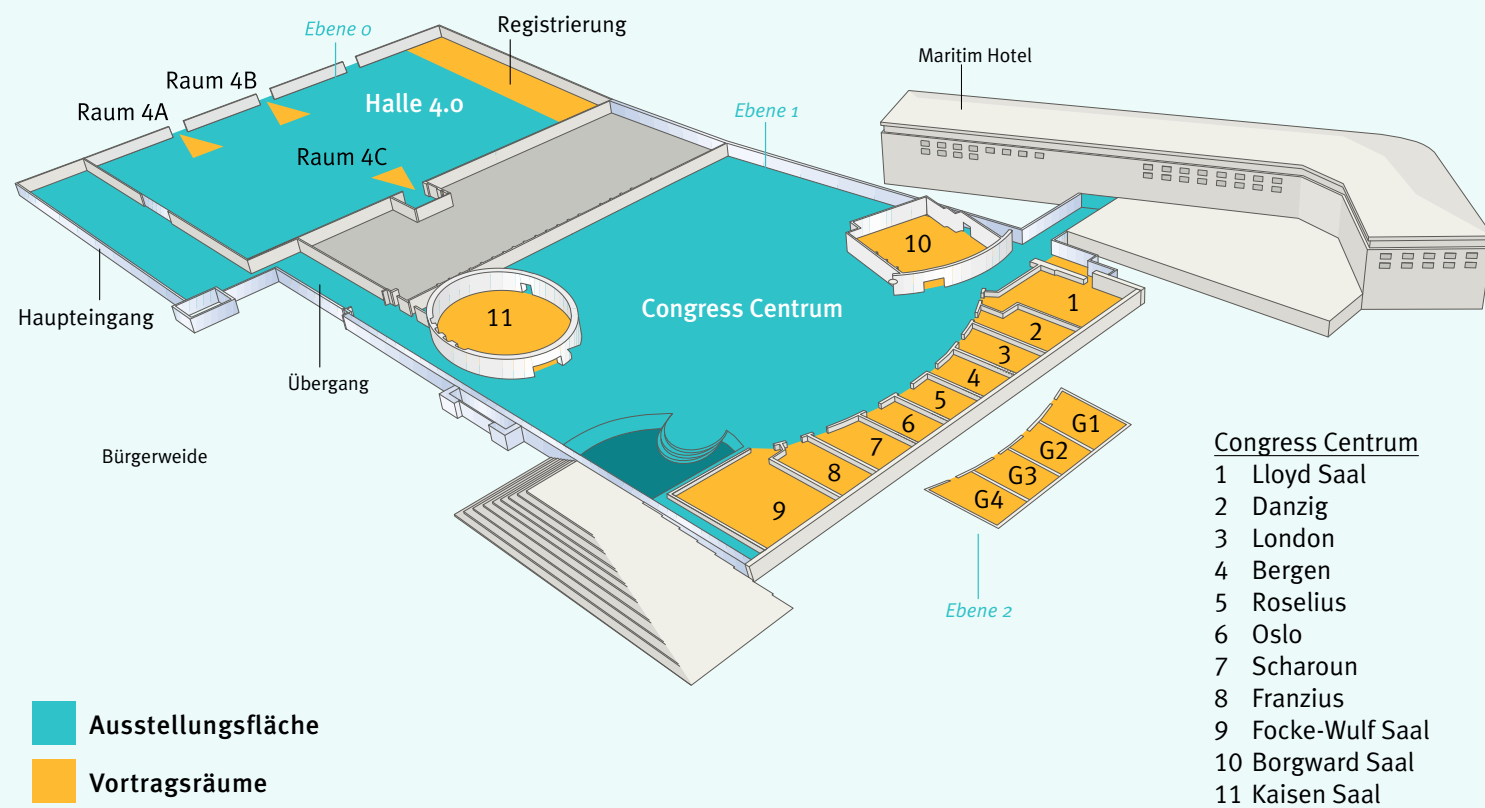 Ebene 0
Registrierung
Maritim Hotel
Raum 4B
Raum 4A
Halle 4.0
Ebene 1
Raum 4C
10
Congress Centrum
1
11
2
3
4
5
6
7
8
9
Haupteingang
Übergang
Bürgerweide
G1
G2
G3
G4
Ebene 2
Congress Centrum
1 Lloyd Saal
2 Danzig
3 London
4 Bergen
5 Roselius
6 Oslo
7 Scharoun
8 Franzius
9 Focke-Wulf Saal
10 Borgward Saal
11 Kaisen Saal
Ausstellungsfläche
Vortragsräume